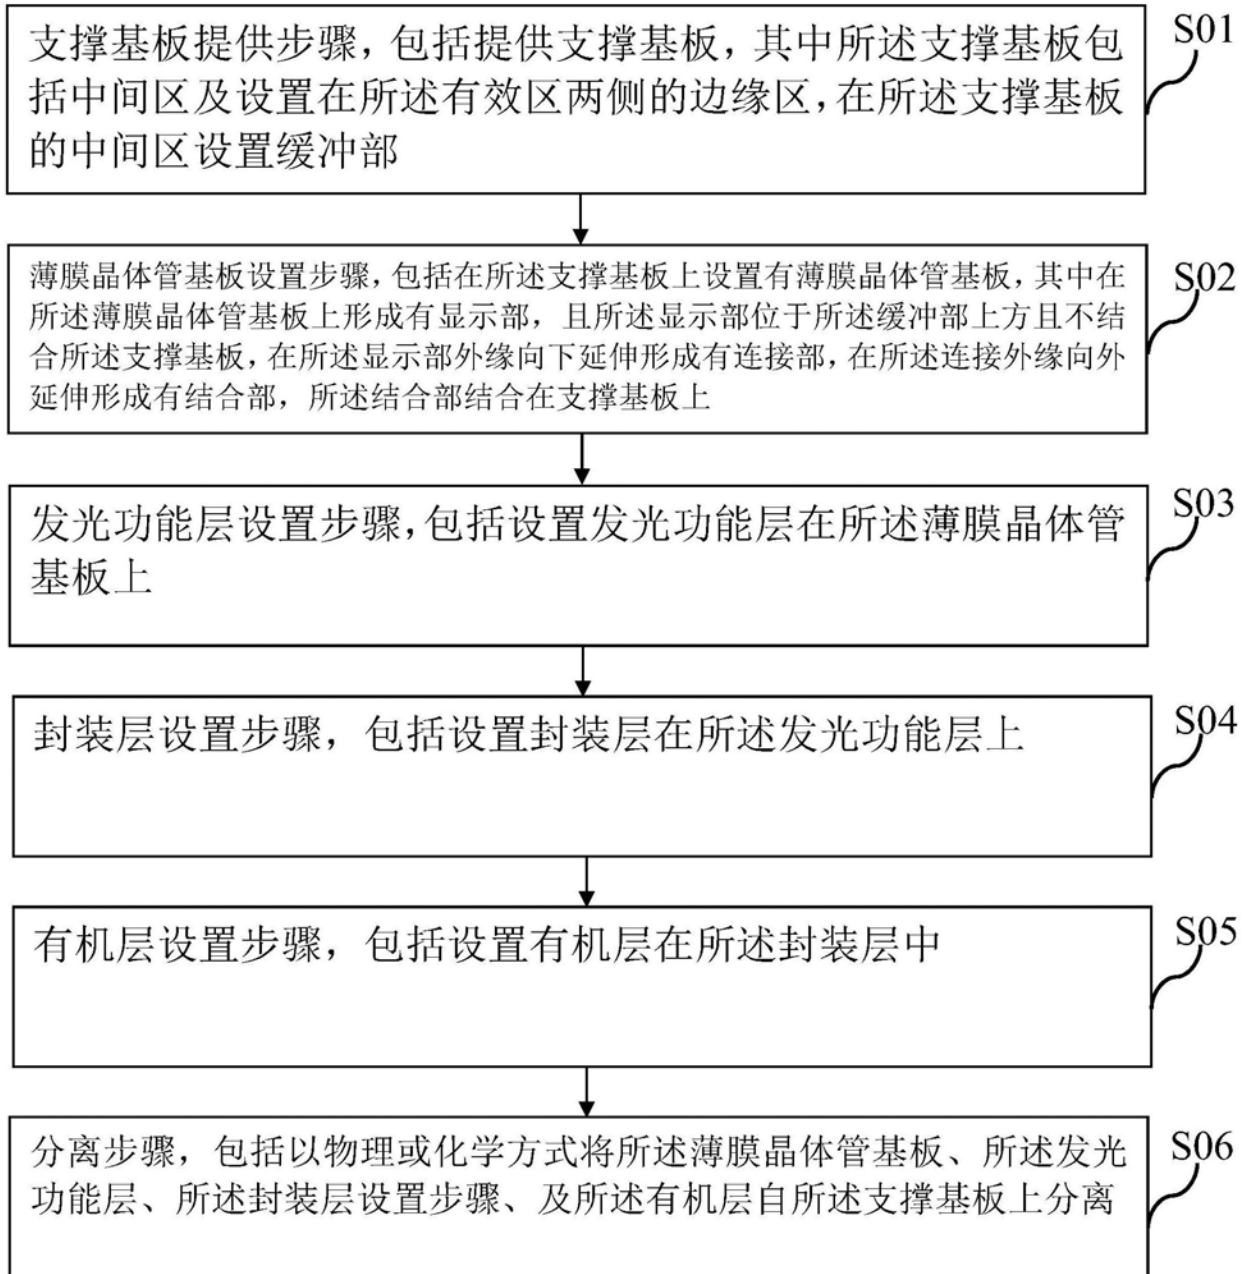 支撑基板提供步骤，包括提供支撑基板，其中所述支撑基板包
括中间区及设置在所述有效区两侧的边缘区，在所述支撑基板
的中间区设置缓冲部
S01
薄膜晶体管基板设置步骤，包括在所述支撑基板上设置有薄膜晶体管基板，其中在
所述薄膜晶体管基板上形成有显示部，且所述显示部位于所述缓冲部上方且不结
合所述支撑基板，在所述显示部外缘向下延伸形成有连接部，在所述连接外缘向外
延伸形成有结合部，所述结合部结合在支撑基板上
S02
发光功能层设置步骤，包括设置发光功能层在所述薄膜晶体管
基板上
S03
封装层设置步骤，包括设置封装层在所述发光功能层上
S04
有机层设置步骤，包括设置有机层在所述封装层中
S05
分离步骤，包括以物理或化学方式将所述薄膜晶体管基板、所述发光
功能层、所述封装层设置步骤、及所述有机层自所述支撑基板上分离
S06